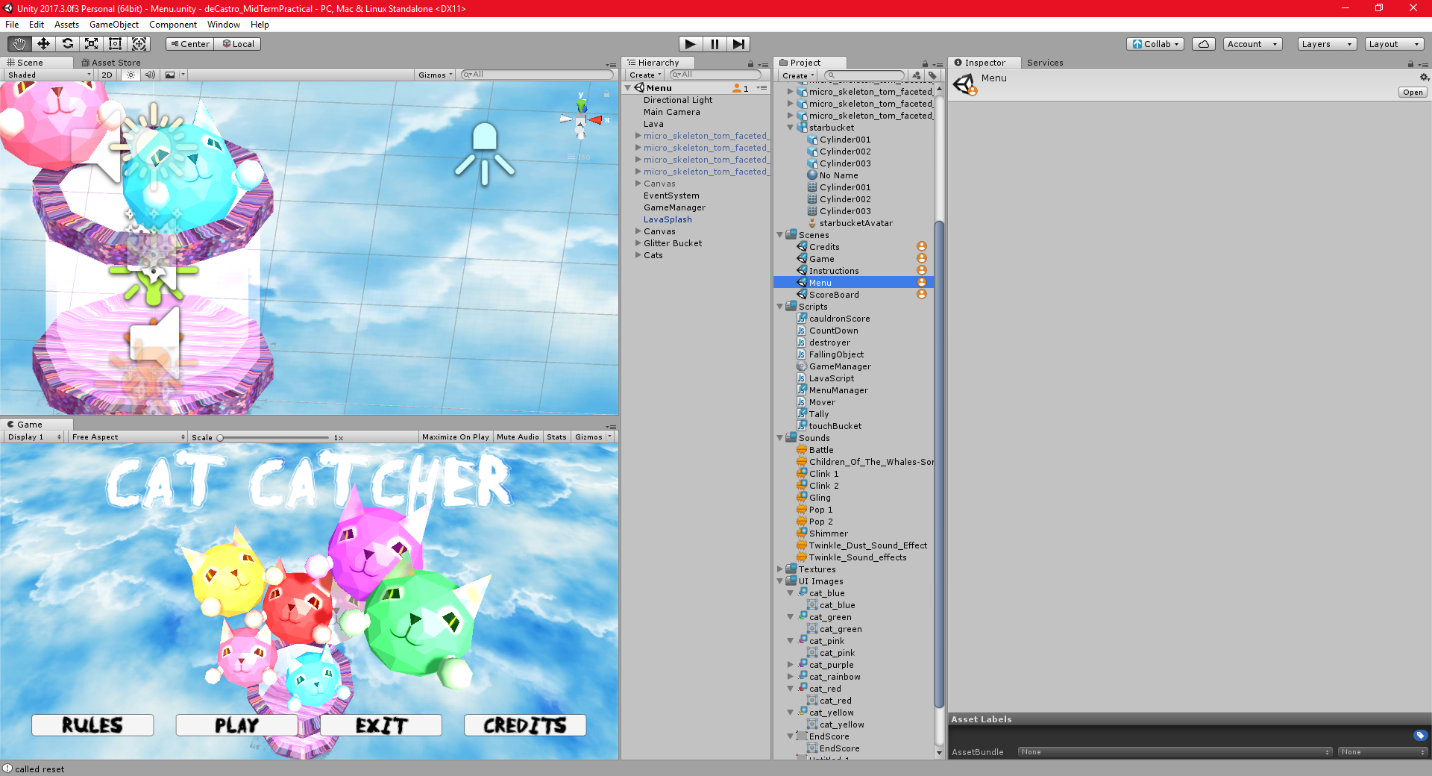 Unity 2017.3.0f3 Personal (64bit) - Menu.unity - deCastro_MidTermPractical - PC, Mac & Linux Standalone <DX11>
File Edit Assets GameObject Component Window Help
Center Local Collab Account Layers Layout
Scene Asset Store
Shaded 2D Gizmos All
y
x
Game
Display 1 Free Aspect Scale 1x Maximize On Play Mute Audio Stats Gizmos
CAT CATCHER
RULES PLAY EXIT CREDITS
called reset
Hierarchy
Create All
Menu 1
Directional Light
Main Camera
Lava
micro_skeleton_tom_faceted_
micro_skeleton_tom_faceted_
micro_skeleton_tom_faceted_
micro_skeleton_tom_faceted_
Canvas
EventSystem
GameManager
LavaSplash
Canvas
Glitter Bucket
Cats
Project
Create
micro_skeleton_tom_faceted_
micro_skeleton_tom_faceted_
micro_skeleton_tom_faceted_
starbucket
Cylinder001
Cylinder002
Cylinder003
No Name
Cylinder001
Cylinder002
Cylinder003
starbucketAvatar
Scenes
Credits
Game
Instructions
Menu
ScoreBoard
Scripts
cauldronScore
CountDown
destroyer
FallingObject
GameManager
LavaScript
MenuManager
Mover
Tally
touchBucket
Sounds
Battle
Children_Of_The_Whales-Sor
Clink 1
Clink 2
Gling
Pop 1
Pop 2
Shimmer
Twinkle_Dust_Sound_Effect
Twinkle_Sound_effects
Textures
UI Images
cat_blue
cat_blue
cat_green
cat_green
cat_pink
cat_pink
cat_purple
cat_rainbow
cat_red
cat_red
cat_yellow
cat_yellow
EndScore
EndScore
Inspector Services
Menu
Open
Asset Labels
AssetBundle None None